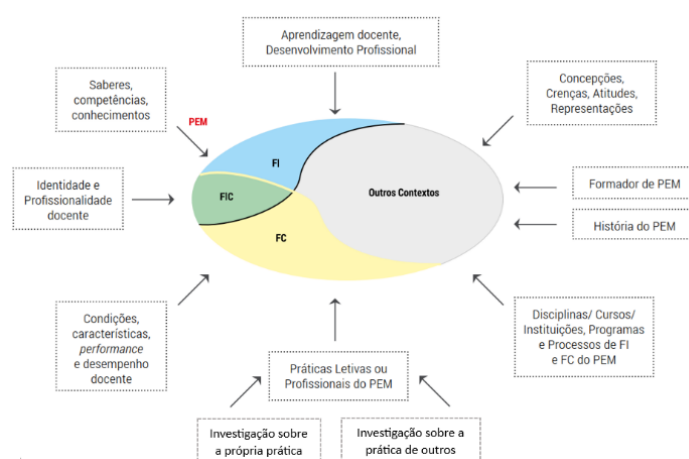 Aprendizagem docente,
Desenvolvimento Profissional
Saberes,
competências,
conhecimentos
Concepções,
Crenças, Atitudes,
Representações
PEM
FI
Identidade e
Profissionalidade
docente
FIC
Outros Contextos
Formador de PEM
História do PEM
FC
Condições,
características,
performance
e desempenho
docente
Disciplinas/ Cursos/
Instituições, Programas
e Processos de FI
e FC do PEM
Práticas Letivas ou
Profissionais do PEM
Investigação sobre
a própria prática
Investigação sobre a
prática de outros